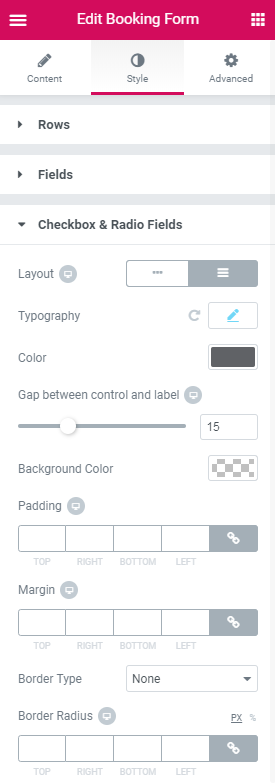 Edit Booking Form
Content Style Advanced
Rows
Fields
Checkbox & Radio Fields
Layout
Typography
Color
Gap between control and label
15
Background Color
Padding
TOP RIGHT BOTTOM LEFT
Margin
TOP RIGHT BOTTOM LEFT
Border Type None
Border Radius PX %
TOP RIGHT BOTTOM LEFT